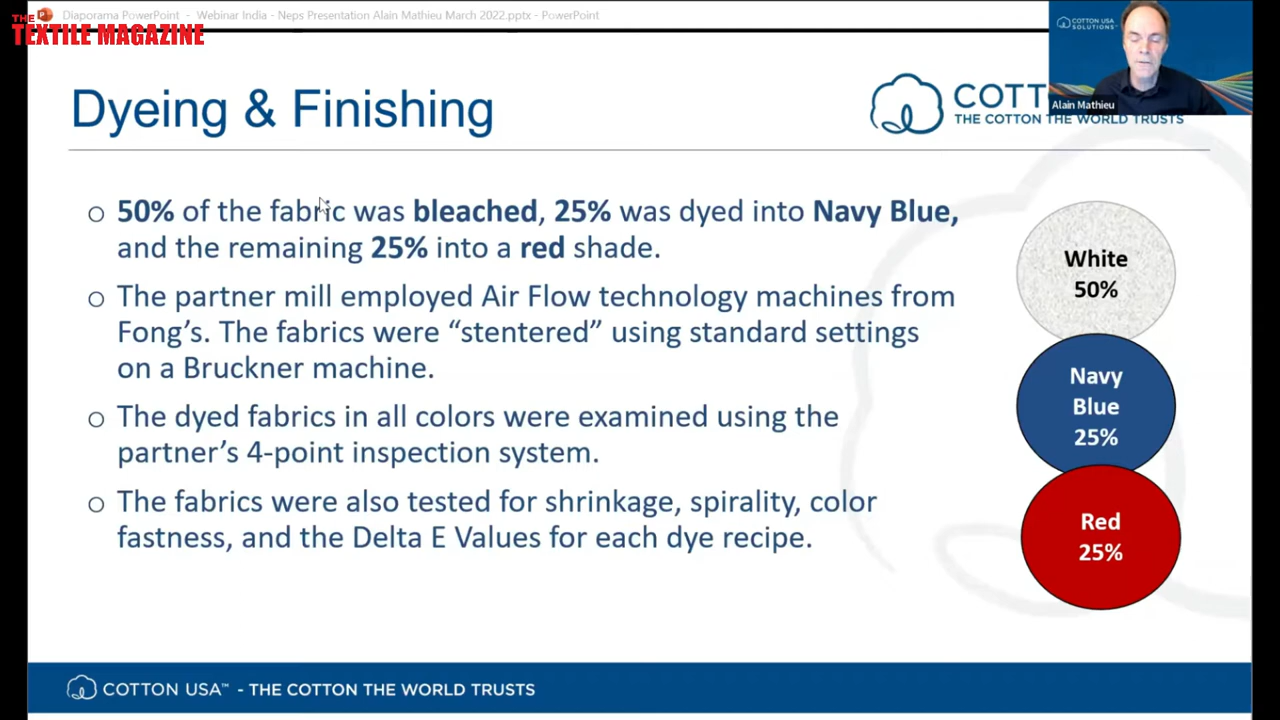 Diaporama PowerPoint - Webinar India - Neps Presentation Alain Mathieu March 2022.pptx - PowerPoint
THE
TEXTILE MAGAZINE
COTTON USA
SOLUTIONS™
Alain Mathieu
Dyeing & Finishing
THE COTTON THE WORLD TRUSTS
○ 50% of the fabric was bleached, 25% was dyed into Navy Blue,
and the remaining 25% into a red shade.
○ The partner mill employed Air Flow technology machines from
Fong’s. The fabrics were “stentered” using standard settings
on a Bruckner machine.
○ The dyed fabrics in all colors were examined using the
partner’s 4-point inspection system.
○ The fabrics were also tested for shrinkage, spirality, color
fastness, and the Delta E Values for each dye recipe.
White
50%
Navy
Blue
25%
Red
25%
COTTON USA™ - THE COTTON THE WORLD TRUSTS